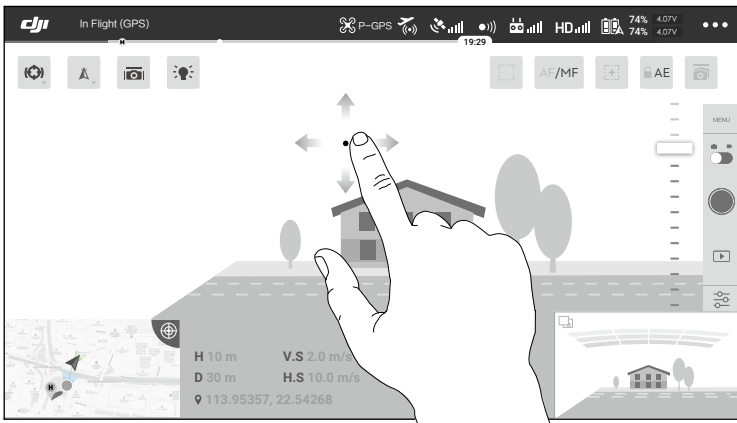 dji In Flight (GPS) P-GPS HD 74% 4.07V
74% 4.07V
H
19:29
AF/MF AE
MENU
H 10 m V.S 2.0 m/s
D 30 m H.S 10.0 m/s
113.95357, 22.54268
H